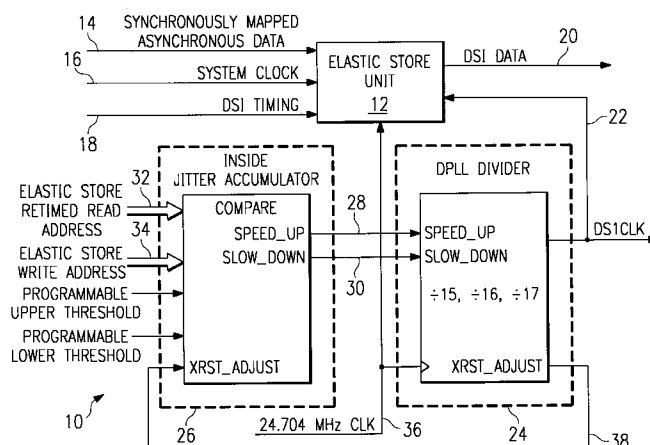 SYNCHRONOUSLY MAPPED
ASYNCHRONOUS DATA
14
16
SYSTEM CLOCK
DSI TIMING
18
ELASTIC STORE
UNIT
12
DSI DATA
20
22
INSIDE
JITTER ACCUMULATOR
DPLL DIVIDER
ELASTIC STORE
RETIMED READ
ADDRESS
32
ELASTIC STORE
WRITE ADDRESS
34
PROGRAMMABLE
UPPER THRESHOLD
PROGRAMMABLE
LOWER THRESHOLD
COMPARE
SPEED_UP
SLOW_DOWN
XRST_ADJUST
28
30
SPEED_UP
SLOW_DOWN
÷15, ÷16, ÷17
XRST_ADJUST
DS1CLK
10
26
24.704 MHz CLK
36
24
38